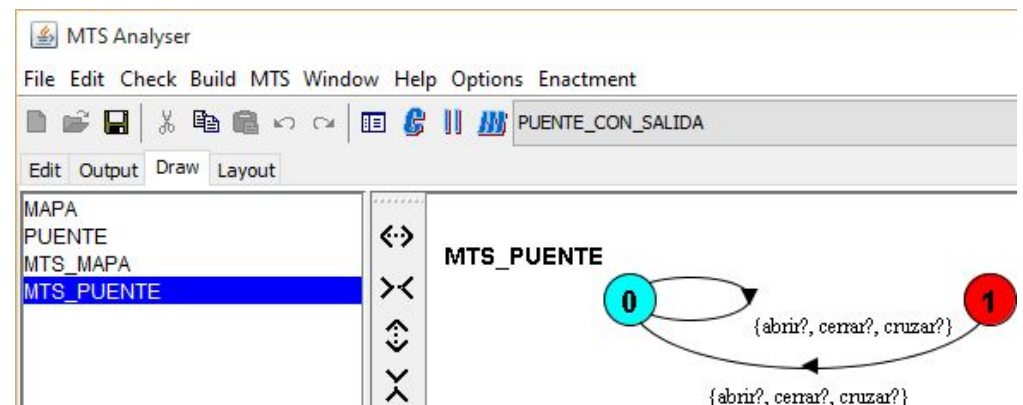 MTS Analyser
File Edit Check Build MTS Window Help Options Enactment
PUENTE_CON_SALIDA
Edit Output Draw Layout
MAPA
PUENTE
MTS_MAPA
MTS_PUENTE
MTS_PUENTE
0
1
{abrir?, cerrar?, cruzar?}
{abrir?, cerrar?, cruzar?}